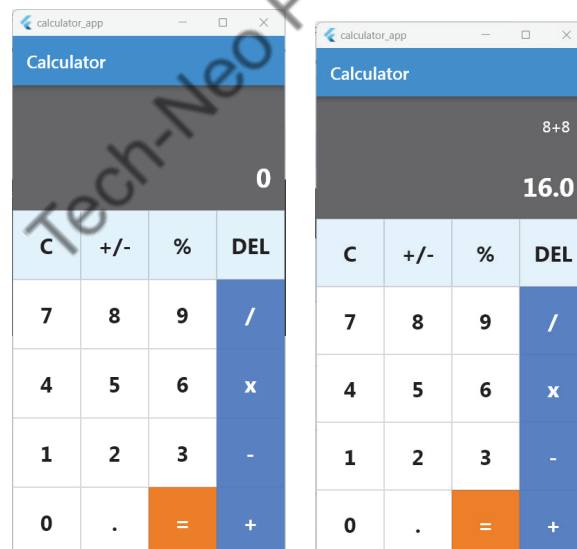 calculator_app
Calculator
0
C +/- % DEL
7 8 9 /
4 5 6 x
1 2 3 -
0 . = +
calculator_app
Calculator
8+8
16.0
C +/- % DEL
7 8 9 /
4 5 6 x
1 2 3 -
0 . = +
Tech-Neo